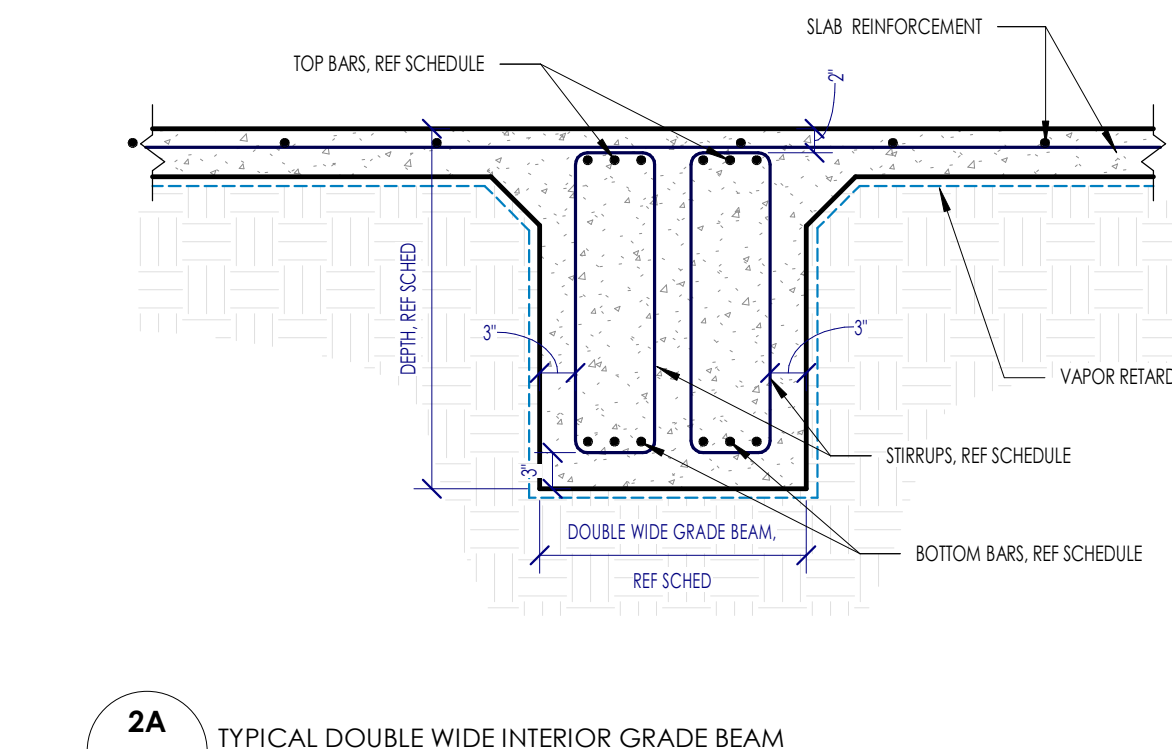 SLAB REINFORCEMENT
TOP BARS, REF SCHEDULE
2"
DEPTH, REF SCHED
3"
3"
VAPOR RETARD
STIRRUPS, REF SCHEDULE
3"
DOUBLE WIDE GRADE BEAM,
REF SCHED
BOTTOM BARS, REF SCHEDULE
2A
TYPICAL DOUBLE WIDE INTERIOR GRADE BEAM